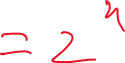 = 2^n